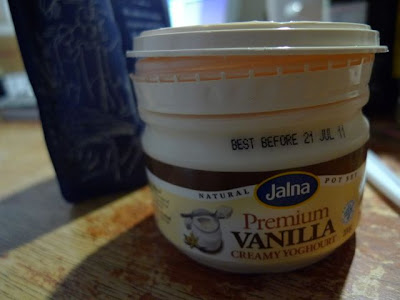 BEST BEFORE 21 JUL 11
NATURAL Jalna POT SET
Premium
VANILLA
CREAMY YOGHOURT